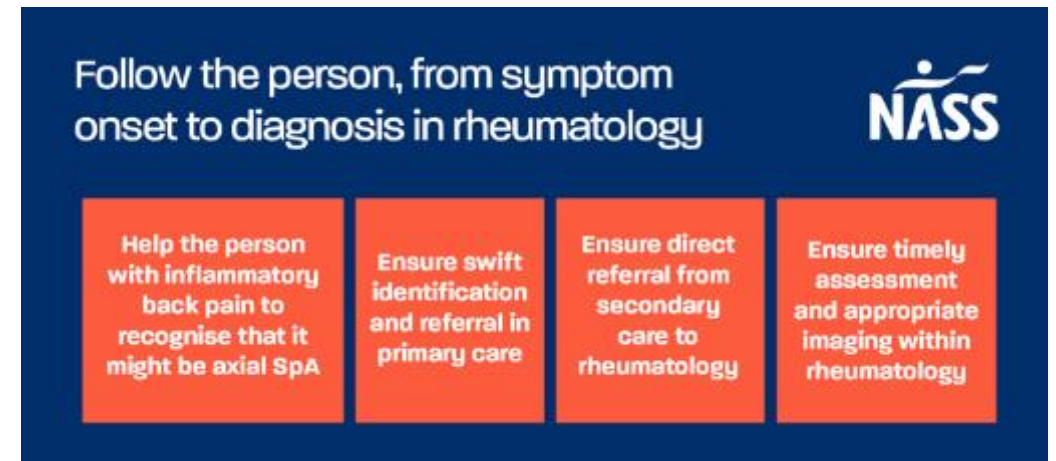 Follow the person, from symptom
onset to diagnosis in rheumatology
NASS
Help the person
with inflammatory
back pain to
recognise that it
might be axial SpA
Ensure swift
identification
and referral in
primary care
Ensure direct
referral from
secondary
care to
rheumatology
Ensure timely
assessment
and appropriate
imaging within
rheumatology